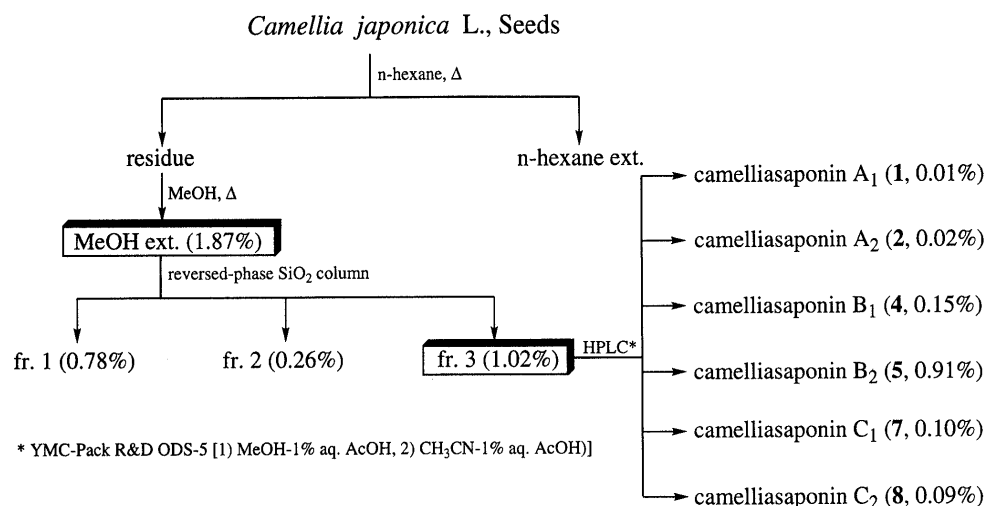 Camellia japonica L., Seeds
n-hexane, Δ
residue
n-hexane ext.
MeOH, Δ
MeOH ext. (1.87%)
reversed-phase SiO2 column
fr. 1 (0.78%)
fr. 2 (0.26%)
fr. 3 (1.02%)
HPLC*
camelliasaponin A1 (1, 0.01%)
camelliasaponin A2 (2, 0.02%)
camelliasaponin B1 (4, 0.15%)
camelliasaponin B2 (5, 0.91%)
camelliasaponin C1 (7, 0.10%)
camelliasaponin C2 (8, 0.09%)
* YMC-Pack R&D ODS-5 [1) MeOH-1% aq. AcOH, 2) CH3CN-1% aq. AcOH)]